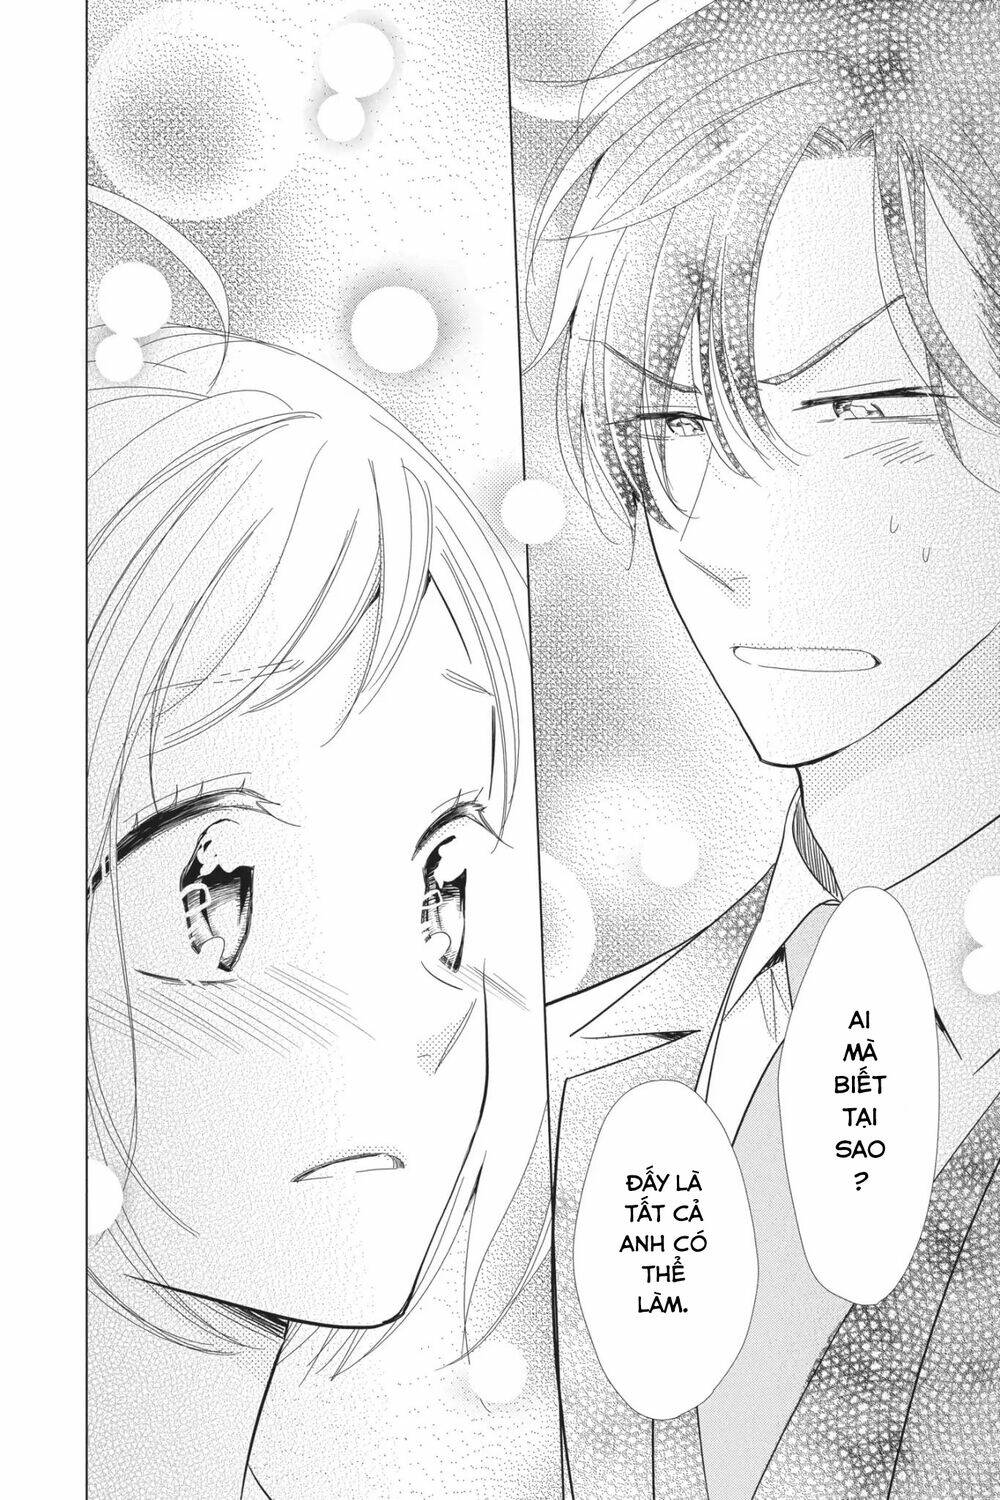 AI
MÀ
BIẾT
TẠI
SAO
?
ĐẤY LÀ
TẤT CẢ
ANH CÓ
THỂ
LÀM.